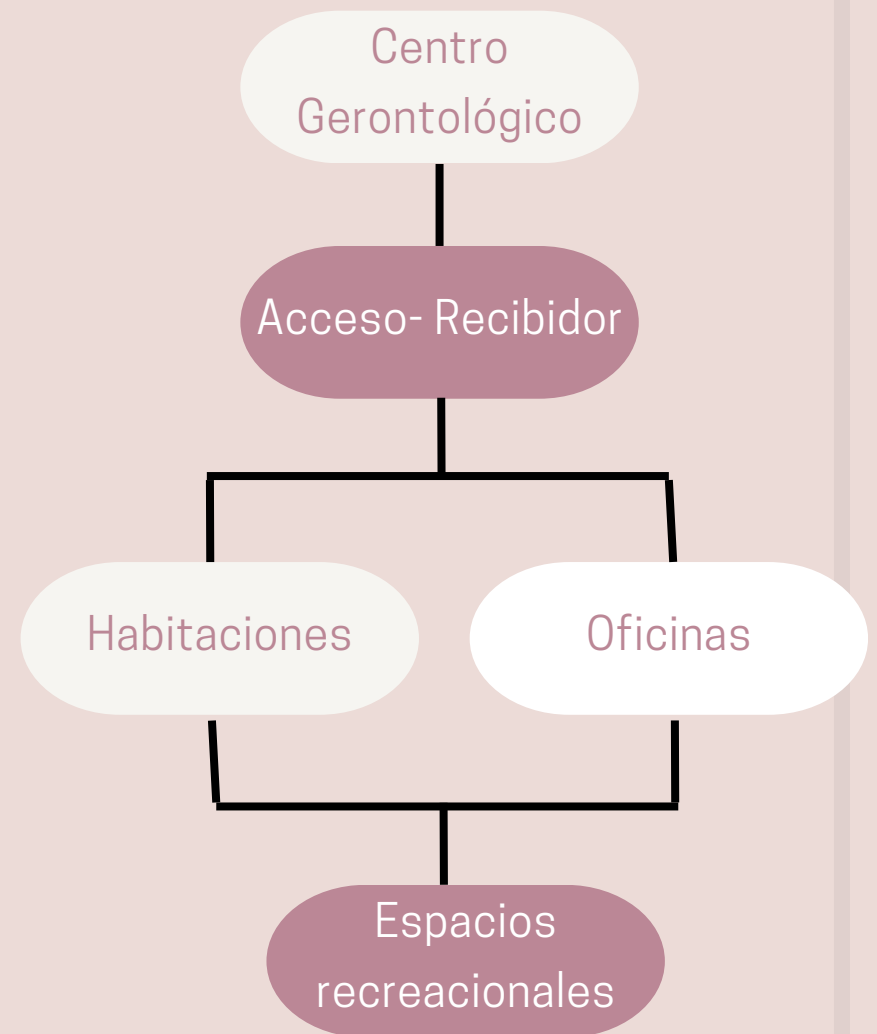 Centro
Gerontológico
Acceso- Recibidor
Habitaciones
Oficinas
Espacios
recreacionales